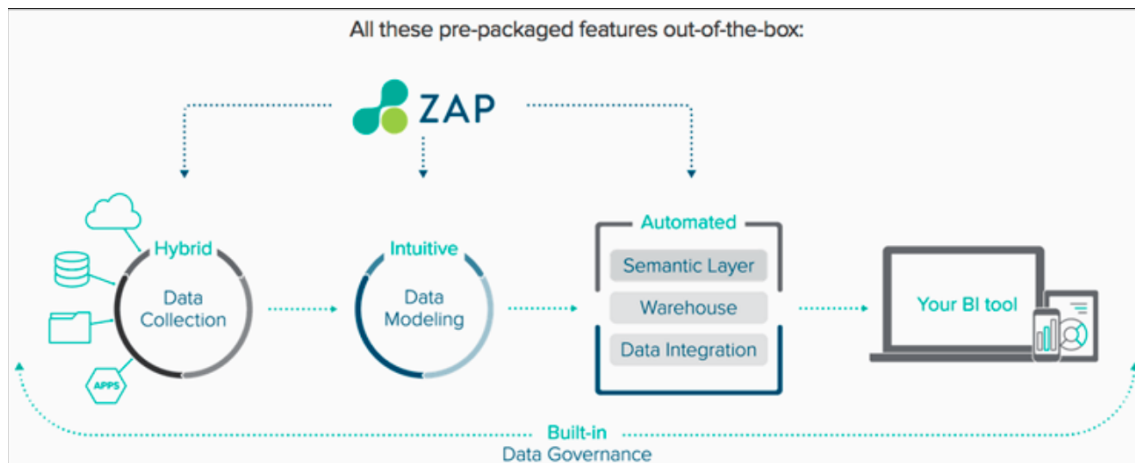 All these pre-packaged features out-of-the-box:
ZAP
Hybrid
Data
Collection
APPS
Intuitive
Data
Modeling
Automated
Semantic Layer
Warehouse
Data Integration
Your BI tool
Built-in
Data Governance